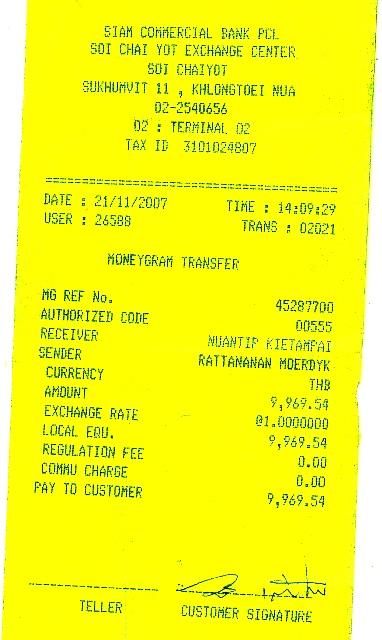 SIAM COMMERCIAL BANK PCL
SOI CHAI YOT EXCHANGE CENTER
SOI CHAIYOT
SUKHUMVIT 11 , KHLONGTOEI NUA
02-2540656
02 : TERMINAL 02
TAX ID 3101024807
DATE : 21/11/2007 TIME : 14:09:29
USER : 26588 TRANS : 02021
MONEYGRAM TRANSFER
MG REF No. 45287700
AUTHORIZED CODE 00555
RECEIVER NUANTIP KIETAMPAI
SENDER RATTANANAN MOERDYK
CURRENCY THB
AMOUNT 9,969.54
EXCHANGE RATE @1.0000000
LOCAL EQU. 9,969.54
REGULATION FEE 0.00
COMMU CHARGE 0.00
PAY TO CUSTOMER 9,969.54
TELLER CUSTOMER SIGNATURE